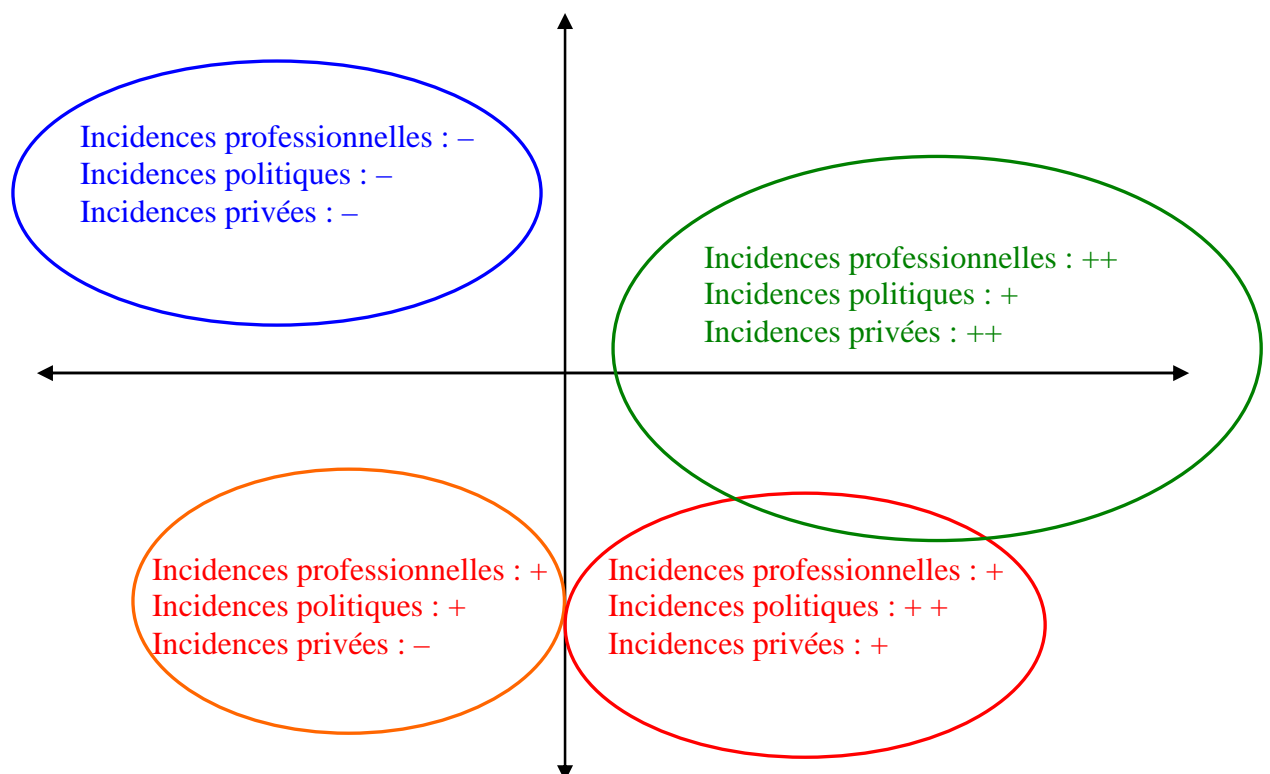 Incidences professionnelles : –
Incidences politiques : –
Incidences privées : –
Incidences professionnelles : ++
Incidences politiques : +
Incidences privées : ++
Incidences professionnelles : +
Incidences politiques : +
Incidences privées : –
Incidences professionnelles : +
Incidences politiques : + +
Incidences privées : +